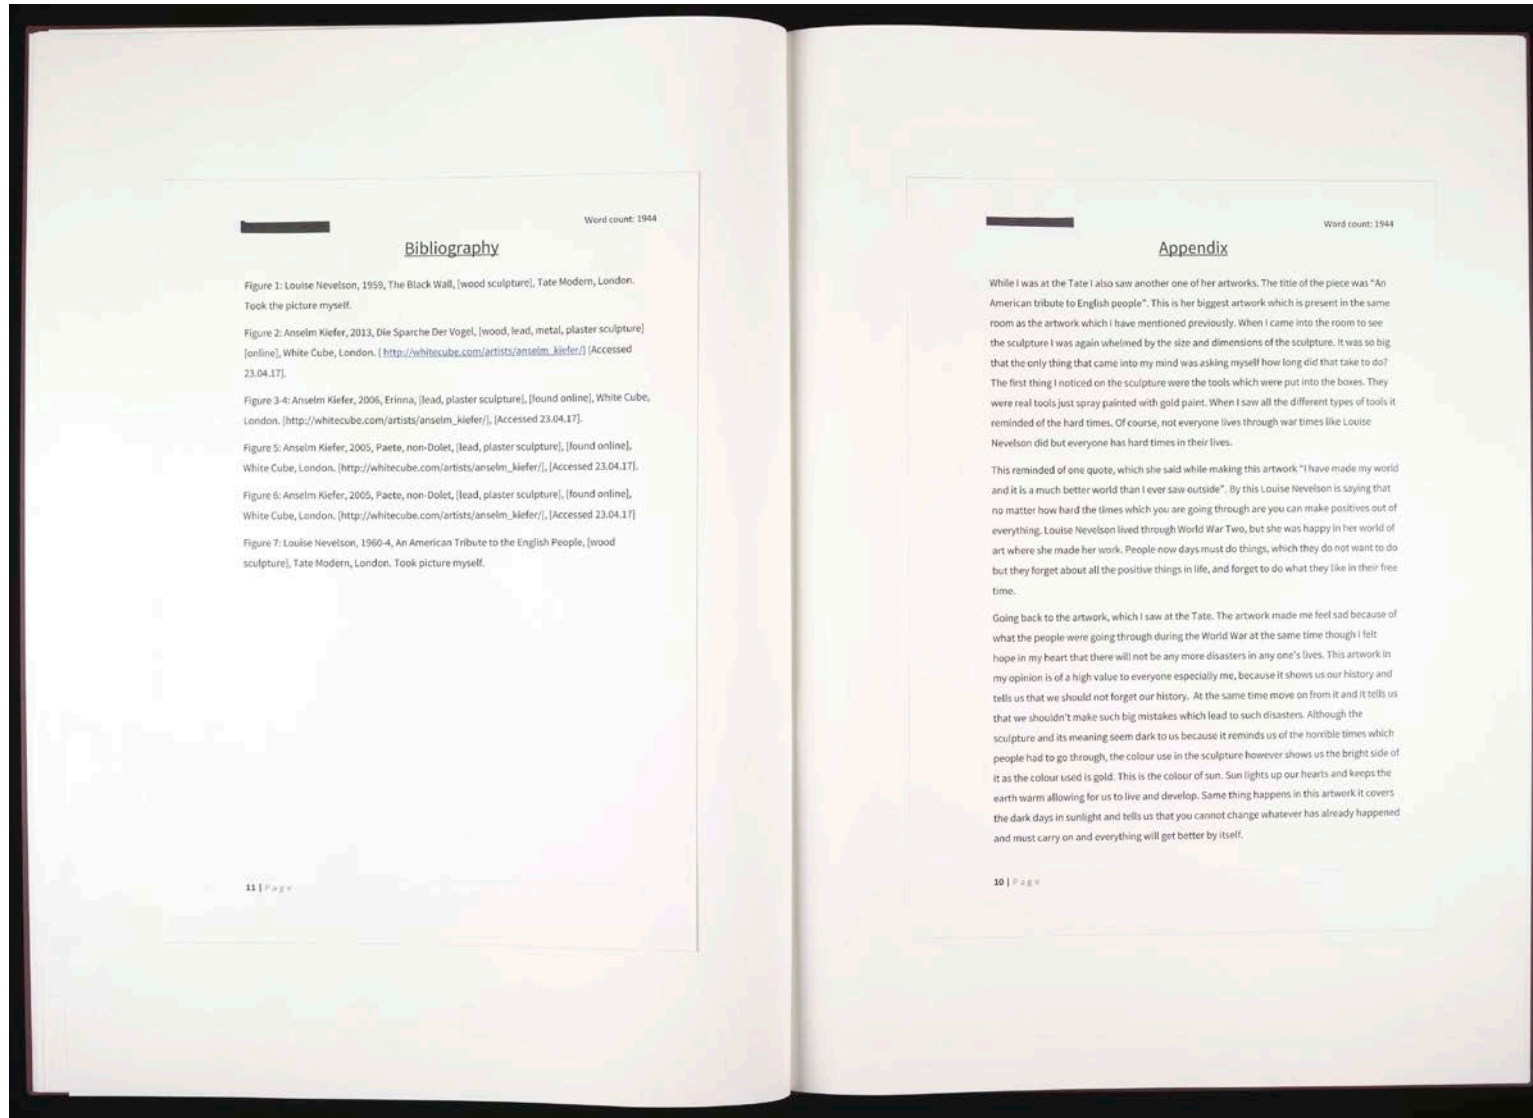 Word count: 1944
Bibliography
Figure 1: Louise Nevelson, 1959, The Black Wall, [wood sculpture], Tate Modern, London.
Took the picture myself.
Figure 2: Anselm Kiefer, 2013, Die Sparche Der Vogel, [wood, lead, metal, plaster sculpture]
[online], White Cube, London. [ http://whitecube.com/artists/anselm_kiefer/] [Accessed
23.04.17].
Figure 3-4: Anselm Kiefer, 2006, Erinna, [lead, plaster sculpture], [found online], White Cube,
London. [http://whitecube.com/artists/anselm_kiefer/], [Accessed 23.04.17].
Figure 5: Anselm Kiefer, 2005, Paete, non-Dolet, [lead, plaster sculpture], [found online],
White Cube, London. [http://whitecube.com/artists/anselm_kiefer/], [Accessed 23.04.17].
Figure 6: Anselm Kiefer, 2005, Paete, non-Dolet, [lead, plaster sculpture], [found online],
White Cube, London. [http://whitecube.com/artists/anselm_kiefer/], [Accessed 23.04.17]
Figure 7: Louise Nevelson, 1960-4, An American Tribute to the English People, [wood
sculpture], Tate Modern, London. Took picture myself.
11 | Page
Word count: 1944
Appendix
While I was at the Tate I also saw another one of her artworks. The title of the piece was "An
American tribute to English people". This is her biggest artwork which is present in the same
room as the artwork which I have mentioned previously. When I came into the room to see
the sculpture I was again whelmed by the size and dimensions of the sculpture. It was so big
that the only thing that came into my mind was asking myself how long did that take to do?
The first thing I noticed on the sculpture were the tools which were put into the boxes. They
were real tools just spray painted with gold paint. When I saw all the different types of tools it
reminded of the hard times. Of course, not everyone lives through war times like Louise
Nevelson did but everyone has hard times in their lives.
This reminded of one quote, which she said while making this artwork "I have made my world
and it is a much better world than I ever saw outside". By this Louise Nevelson is saying that
no matter how hard the times which you are going through are you can make positives out of
everything. Louise Nevelson lived through World War Two, but she was happy in her world of
art where she made her work. People now days must do things, which they do not want to do
but they forget about all the positive things in life, and forget to do what they like in their free
time.
Going back to the artwork, which I saw at the Tate. The artwork made me feel sad because of
what the people were going through during the World War at the same time though I felt
hope in my heart that there will not be any more disasters in any one's lives. This artwork in
my opinion is of a high value to everyone especially me, because it shows us our history and
tells us that we should not forget our history. At the same time move on from it and it tells us
that we shouldn't make such big mistakes which lead to such disasters. Although the
sculpture and its meaning seem dark to us because it reminds us of the horrible times which
people had to go through, the colour use in the sculpture however shows us the bright side of
it as the colour used is gold. This is the colour of sun. Sun lights up our hearts and keeps the
earth warm allowing for us to live and develop. Same thing happens in this artwork it covers
the dark days in sunlight and tells us that you cannot change whatever has already happened
and must carry on and everything will get better by itself.
10 | Page